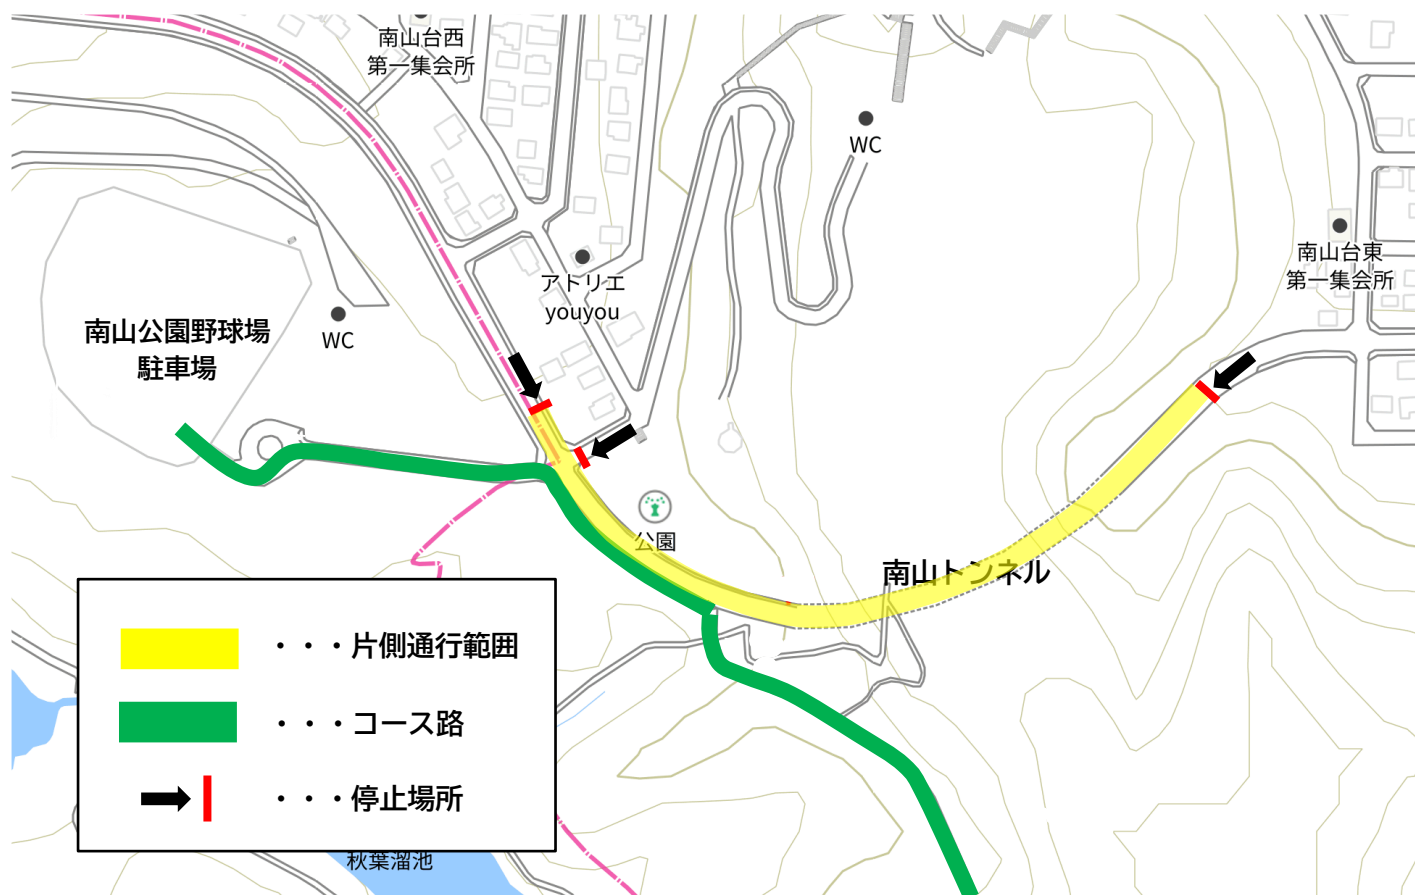 南山台西
第一集会所
WC
南山台東
第一集会所
アトリエ
youyou
南山公園野球場
駐車場
WC
公園
南山トンネル
・・・片側通行範囲
・・・コース路
・・・停止場所
秋葉溜池